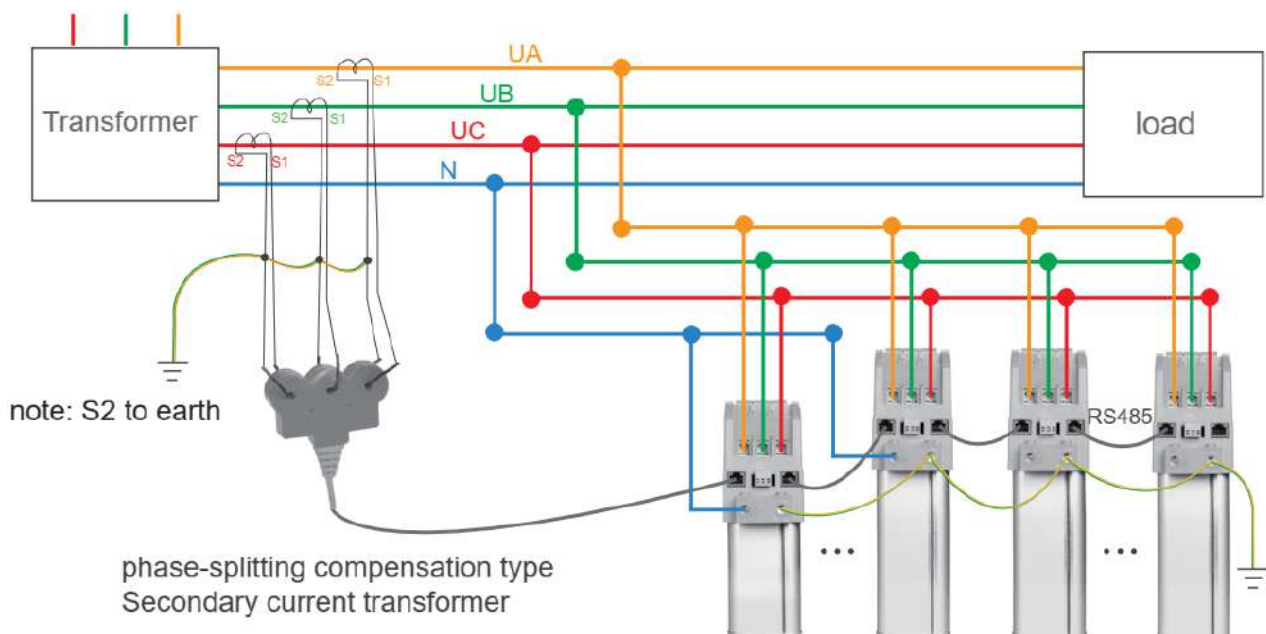 Transformer
UA
UB
UC
N
S2 S1
S2 S1
S2 S1
load
note: S2 to earth
RS485
phase-splitting compensation type
Secondary current transformer